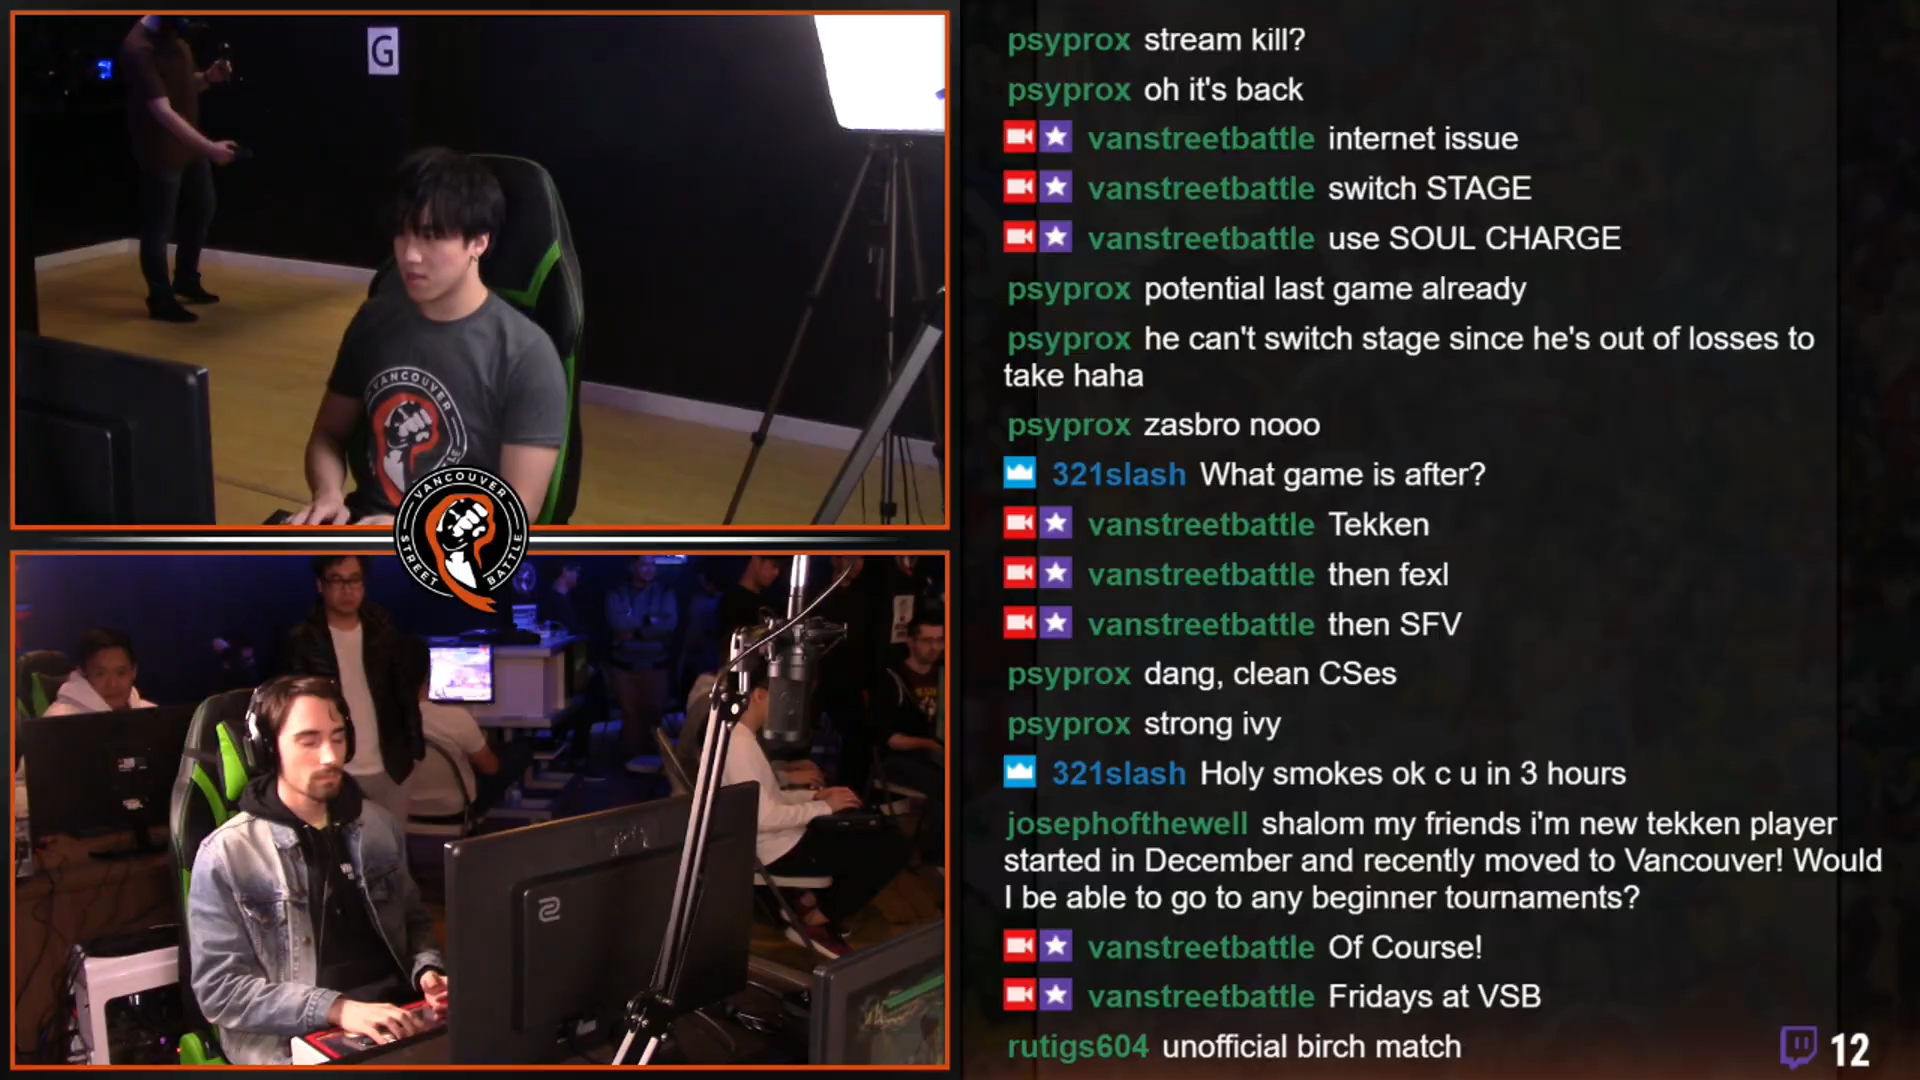 G
VANCOUVER
VANCOUVER
STREET BATTLE
psyprox stream kill?
psyprox oh it's back
vanstreetbattle internet issue
vanstreetbattle switch STAGE
vanstreetbattle use SOUL CHARGE
psyprox potential last game already
psyprox he can't switch stage since he's out of losses to
take haha
psyprox zasbro nooo
321slash What game is after?
vanstreetbattle Tekken
vanstreetbattle then fexl
vanstreetbattle then SFV
psyprox dang, clean CSes
psyprox strong ivy
321slash Holy smokes ok c u in 3 hours
josephofthewell shalom my friends i'm new tekken player
started in December and recently moved to Vancouver! Would
I be able to go to any beginner tournaments?
vanstreetbattle Of Course!
vanstreetbattle Fridays at VSB
rutigs604 unofficial birch match
12